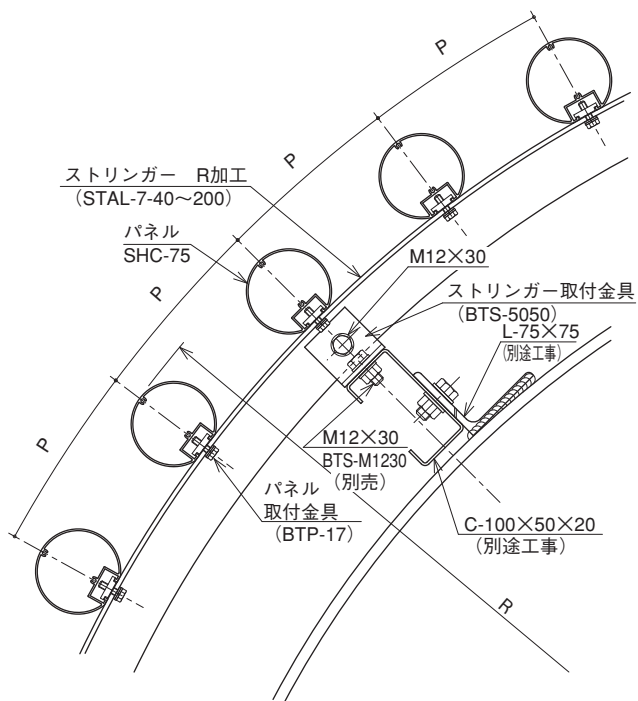 P
P
P
P
ストリンガー R加工
（STAL-7-40～200）
パネル
SHC-75
M12×30
ストリンガー取付金具
（BTS-5050）
L-75×75
（別途工事）
M12×30
BTS-M1230
（別売）
パネル
取付金具
（BTP-17）
C-100×50×20
（別途工事）
R